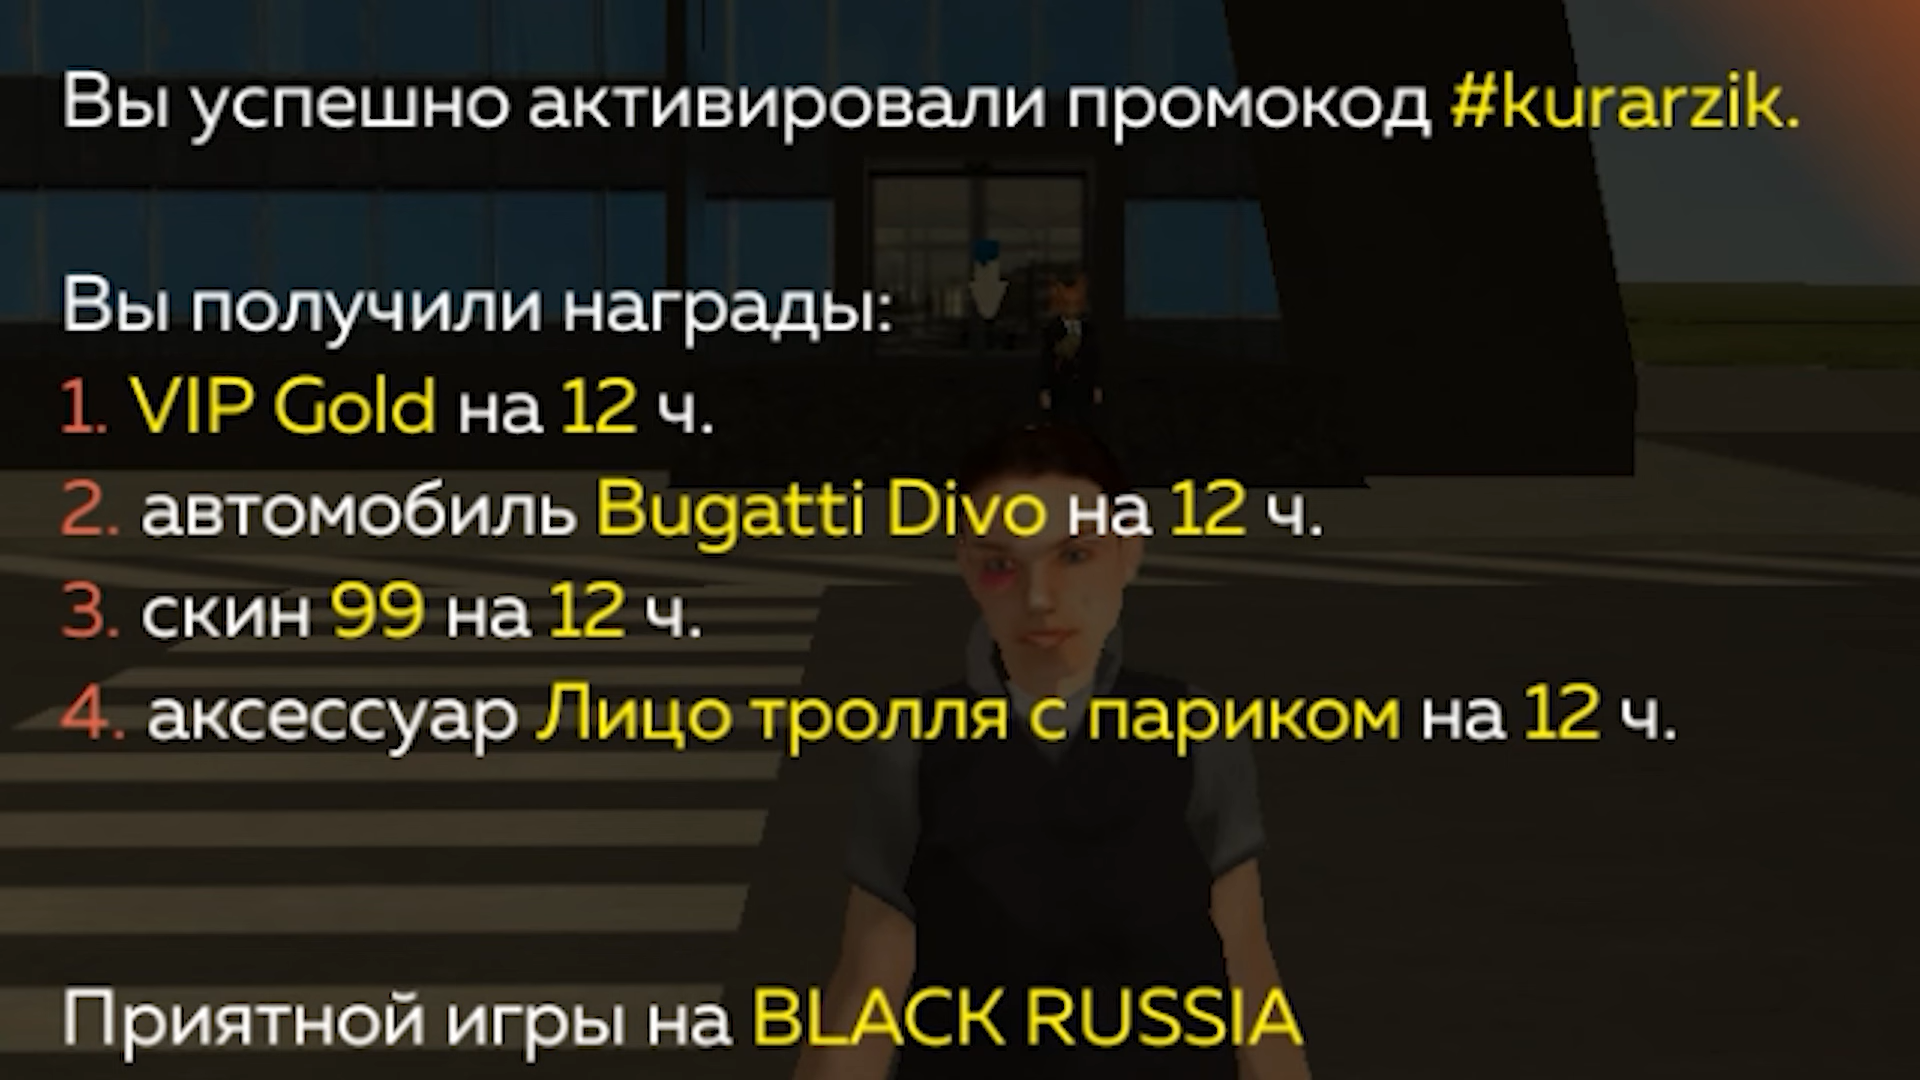 Вы успешно активировали промокод #kurarzik.
Вы получили награды:
1. VIP Gold на 12 ч.
2. автомобиль Bugatti Divo на 12 ч.
3. скин 99 на 12 ч.
4. аксессуар Лицо тролля с париком на 12 ч.
Приятной игры на BLACK RUSSIA